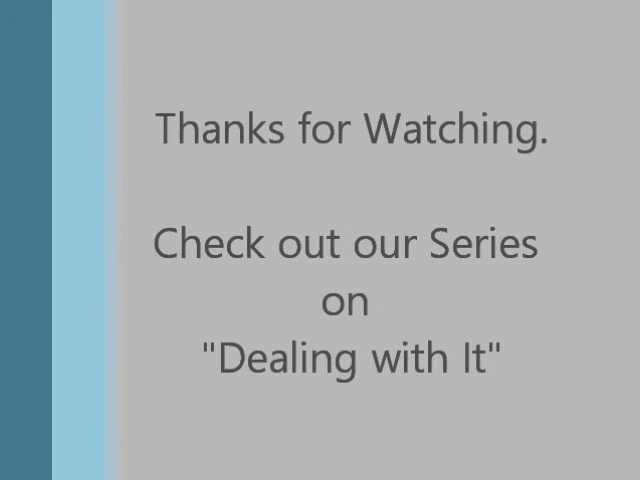 Thanks for Watching.
Check out our Series
on
"Dealing with It"